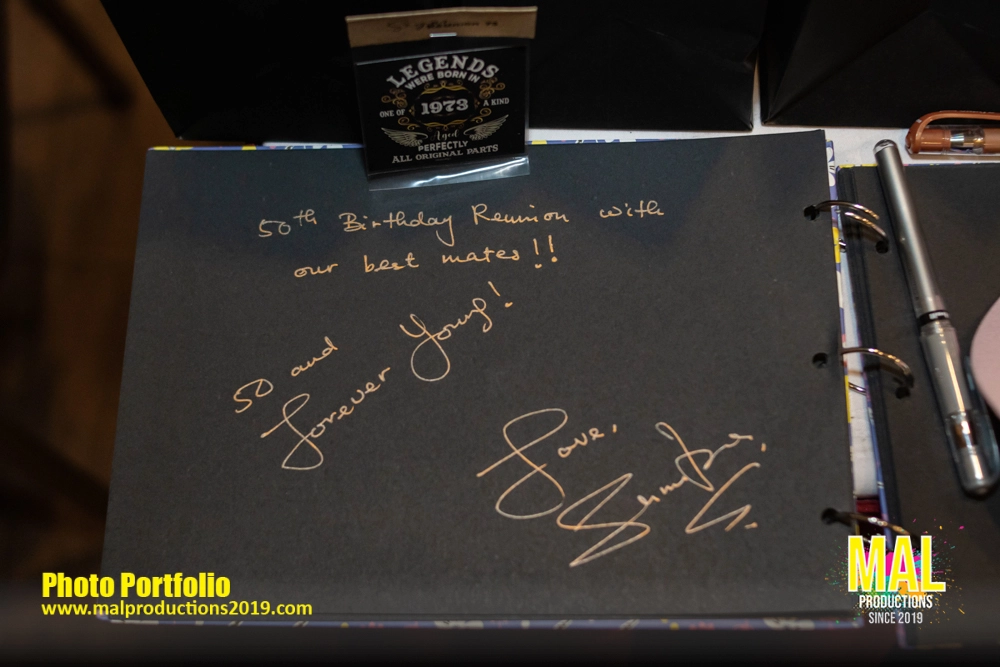 LEGENDS
WERE BORN IN
ONE OF 1973 A KIND
Aged
PERFECTLY
ALL ORIGINAL PARTS
50th Birthday Reunion with
our best mates!!
50 and
forever Young!
Love,
Photo Portfolio
www.malproductions2019.com
MAL
PRODUCTIONS
SINCE 2019